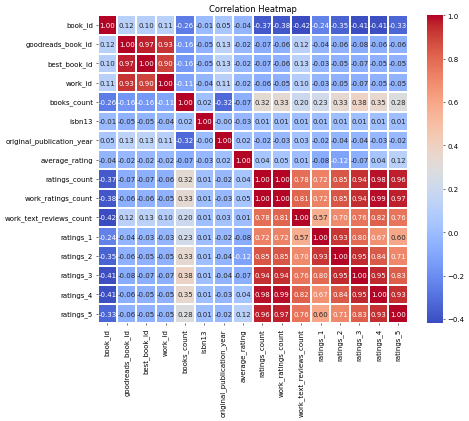 Correlation Heatmap
book_id 1.00 0.12 0.10 0.11 -0.26 -0.01 0.05 -0.04 -0.37 -0.38 -0.42 -0.24 -0.35 -0.41 -0.41 -0.33
goodreads_book_id 0.12 1.00 0.97 0.93 -0.16 -0.05 0.13 -0.02 -0.07 -0.06 0.12 -0.04 -0.06 -0.08 -0.06 -0.06
best_book_id 0.10 0.97 1.00 0.90 -0.16 -0.05 0.13 -0.02 -0.07 -0.06 0.13 -0.03 -0.05 -0.07 -0.05 -0.05
work_id 0.11 0.93 0.90 1.00 -0.11 -0.04 0.11 -0.02 -0.06 -0.05 0.10 -0.03 -0.05 -0.07 -0.05 -0.05
books_count -0.26 -0.16 -0.16 -0.11 1.00 0.02 -0.32 -0.07 0.32 0.33 0.20 0.23 0.33 0.38 0.35 0.28
isbn13 -0.01 -0.05 -0.05 -0.04 0.02 1.00 -0.00 -0.03 0.01 0.01 0.01 0.01 0.01 0.01 0.01 0.01
original_publication_year 0.05 0.13 0.13 0.11 -0.32 -0.00 1.00 0.02 -0.02 -0.03 0.03 -0.02 -0.04 -0.04 -0.03 -0.02
average_rating -0.04 -0.02 -0.02 -0.02 -0.07 -0.03 0.02 1.00 0.04 0.05 0.01 -0.08 -0.12 -0.07 0.04 0.12
ratings_count -0.37 -0.07 -0.07 -0.06 0.32 0.01 -0.02 0.04 1.00 1.00 0.78 0.72 0.85 0.94 0.98 0.96
work_ratings_count -0.38 -0.06 -0.06 -0.05 0.33 0.01 -0.03 0.05 1.00 1.00 0.81 0.72 0.85 0.94 0.99 0.97
work_text_reviews_count -0.42 0.12 0.13 0.10 0.20 0.01 0.03 0.01 0.78 0.81 1.00 0.57 0.70 0.76 0.82 0.76
ratings_1 -0.24 -0.04 -0.03 -0.03 0.23 0.01 -0.02 -0.08 0.72 0.72 0.57 1.00 0.93 0.80 0.67 0.60
ratings_2 -0.35 -0.06 -0.05 -0.05 0.33 0.01 -0.04 -0.12 0.85 0.85 0.70 0.93 1.00 0.95 0.84 0.71
ratings_3 -0.41 -0.08 -0.07 -0.07 0.38 0.01 -0.04 -0.07 0.94 0.94 0.76 0.80 0.95 1.00 0.95 0.83
ratings_4 -0.41 -0.06 -0.05 -0.05 0.35 0.01 -0.03 0.04 0.98 0.99 0.82 0.67 0.84 0.95 1.00 0.93
ratings_5 -0.33 -0.06 -0.05 -0.05 0.28 0.01 -0.02 0.12 0.96 0.97 0.76 0.60 0.71 0.83 0.93 1.00
book_id
goodreads_book_id
best_book_id
work_id
books_count
isbn13
original_publication_year
average_rating
ratings_count
work_ratings_count
work_text_reviews_count
ratings_1
ratings_2
ratings_3
ratings_4
ratings_5
1.0
0.8
0.6
0.4
0.2
0.0
−0.2
−0.4